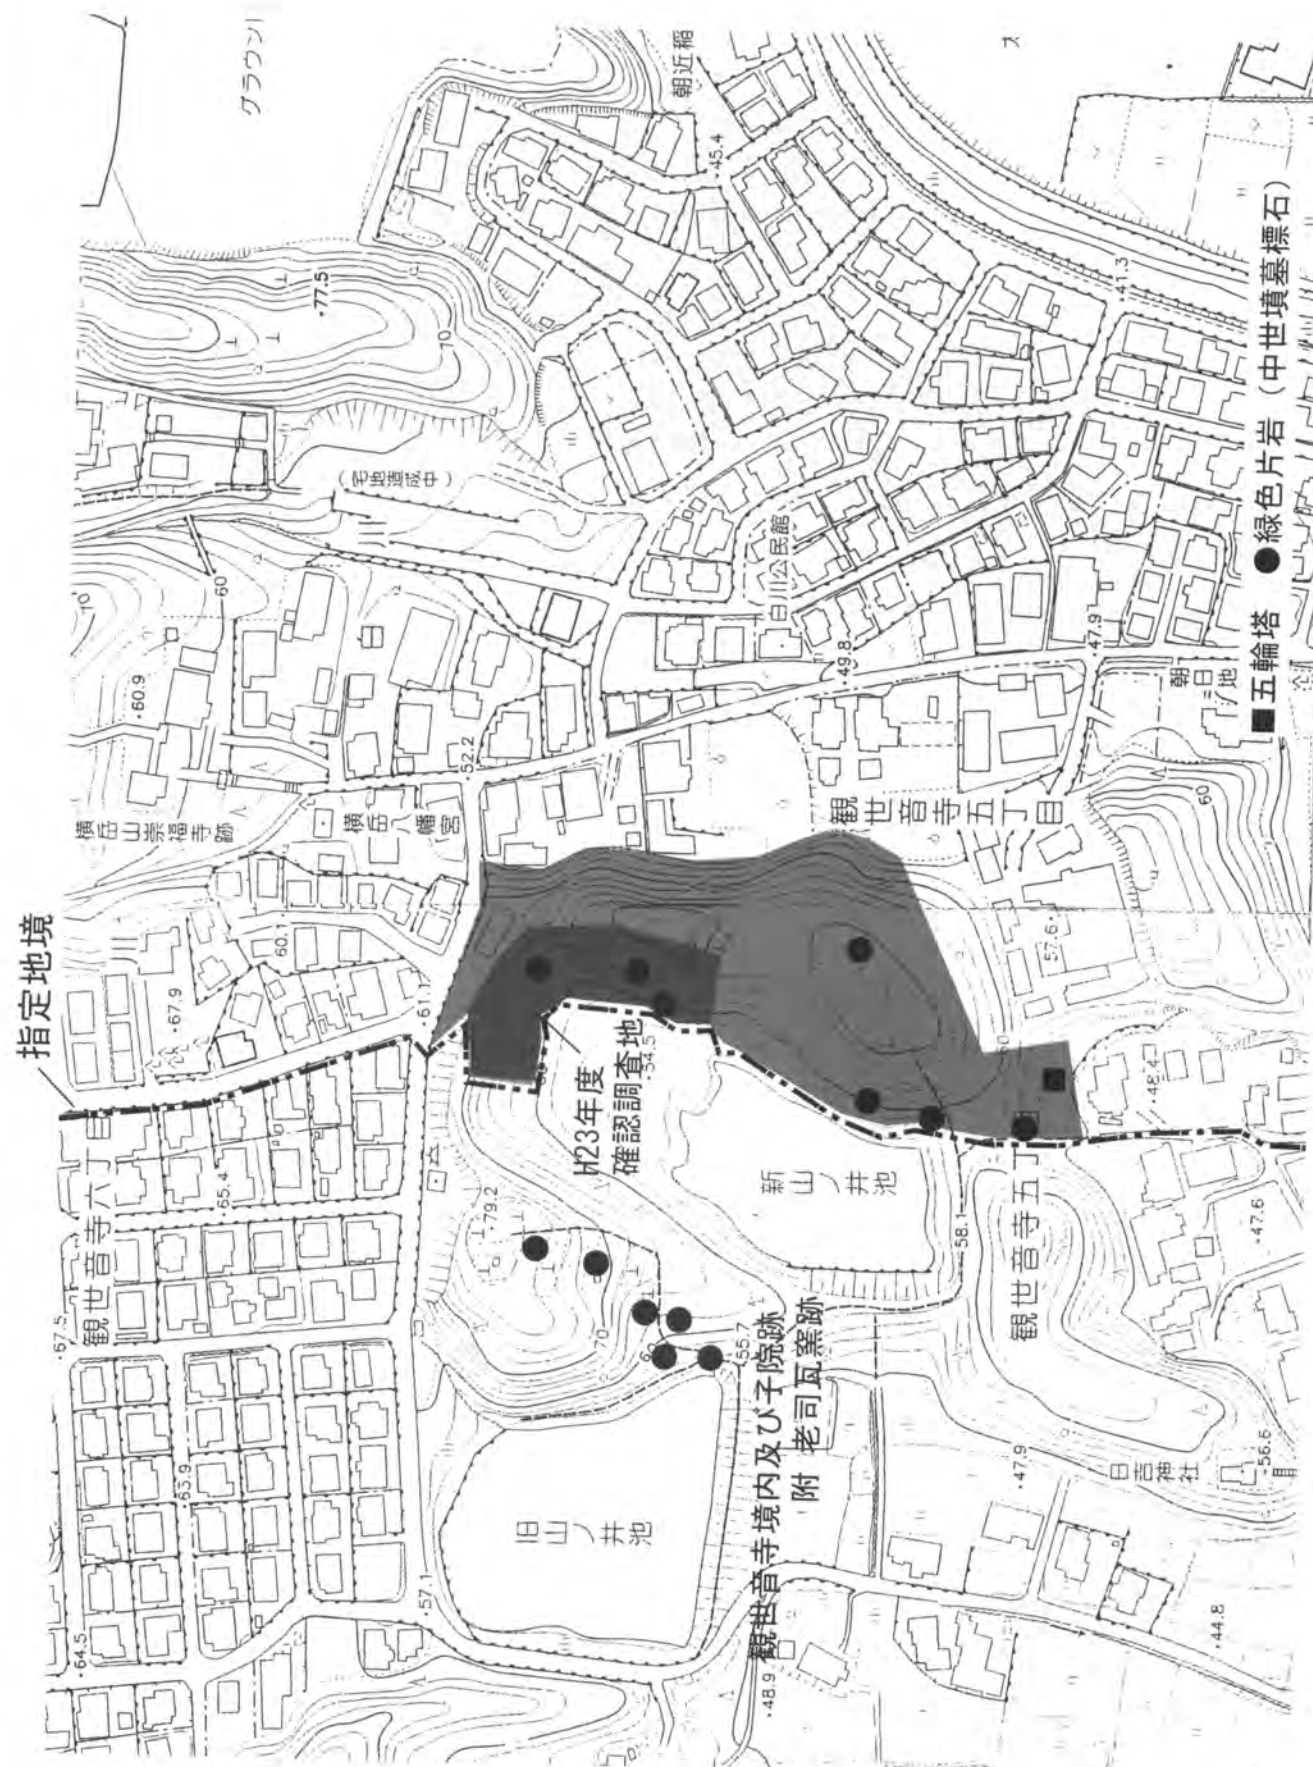 指定地境
グラウンド
朝近稲
・77.5
70
（宅地造成中）
・45.4
・41.3
70
60
・60.9
横岳山崇福寺跡
横岳八幡宮
・52.2
白川公民館
・49.8
・47.9
朝日ノ地
60
観世音寺五丁目
・67.9
60.1
・61.1
・57.6
H23年度
確認調査地
・54.5
・48.4
観世音寺六丁目
・65.4
・67.5
・79.2
70
60
・55.7
新山ノ井池
・58.1
観世音寺五丁
・47.6
・63.9
・64.5
・57.1
旧山ノ井池
観世音寺境内及び子院跡
附　老司瓦窯跡
・48.9
・47.9
日吉神社
・56.6
・44.8
■五輪塔　●緑色片岩（中世墳墓標石）